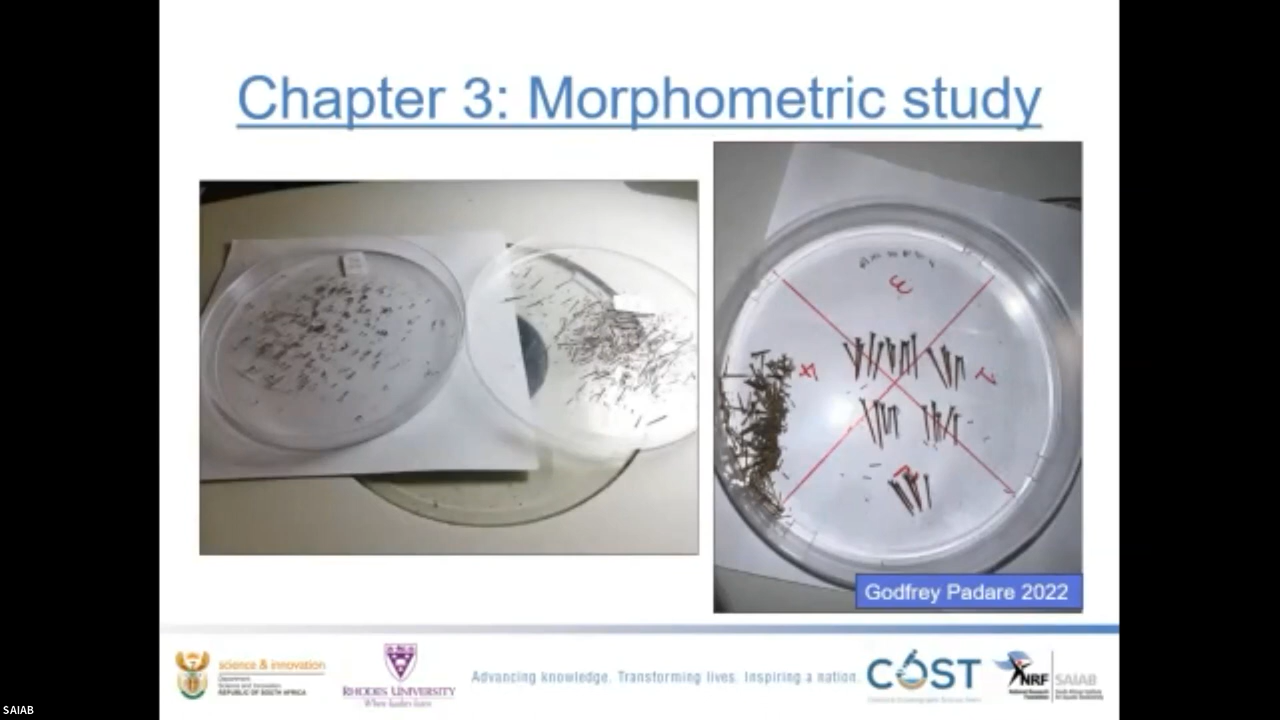 Chapter 3: Morphometric study
3
4
Godfrey Padare 2022
science & innovation
Department:
Science and Innovation
REPUBLIC OF SOUTH AFRICA
RHODES UNIVERSITY
Where leaders learn
Advancing knowledge. Transforming lives. Inspiring a nation.
COST
NRF
SAIAB
National Research
Foundation
South African Institute
for Aquatic Biodiversity
SAIAB